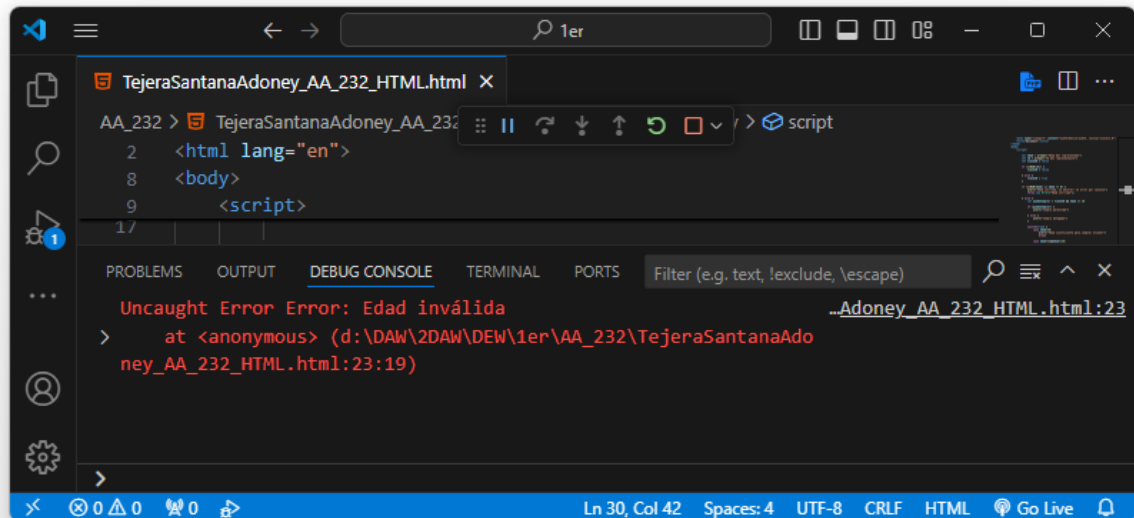 1er
TejeraSantanaAdoney_AA_232_HTML.html
AA_232 > TejeraSantanaAdoney_AA_232 > script
2 <html lang="en">
8 <body>
9 <script>
17
PROBLEMS OUTPUT DEBUG CONSOLE TERMINAL PORTS Filter (e.g. text, !exclude, \escape)
Uncaught Error Error: Edad inválida …Adoney_AA_232_HTML.html:23
at <anonymous> (d:\DAW\2DAW\DEW\1er\AA_232\TejeraSantanaAdo
ney_AA_232_HTML.html:23:19)
1
>
0 0 0 Ln 30, Col 42 Spaces: 4 UTF-8 CRLF HTML Go Live